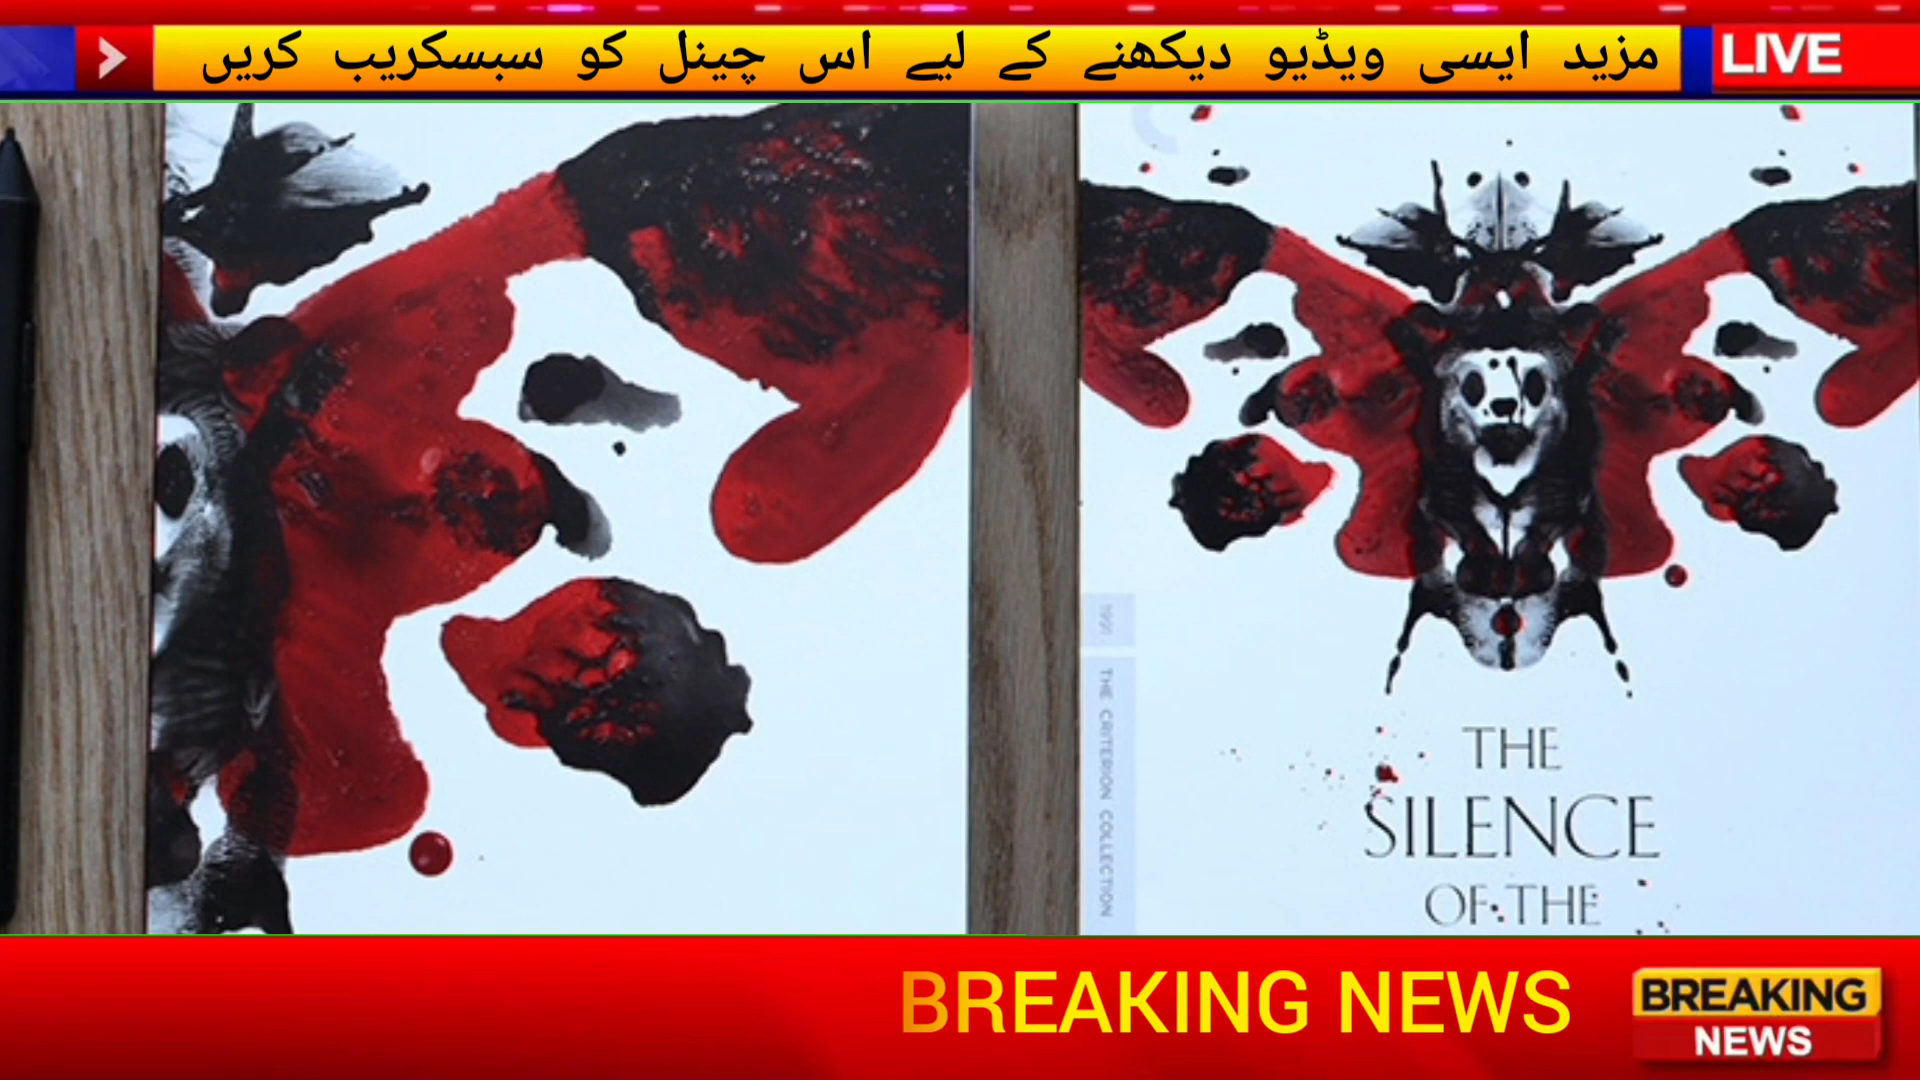 مزید ایسی ویڈیو دیکھنے کے لیے اس چینل کو سبسکریب کریں
LIVE
1991
THE CRITERION COLLECTION
THE
SILENCE
OF THE
BREAKING NEWS
BREAKING
NEWS